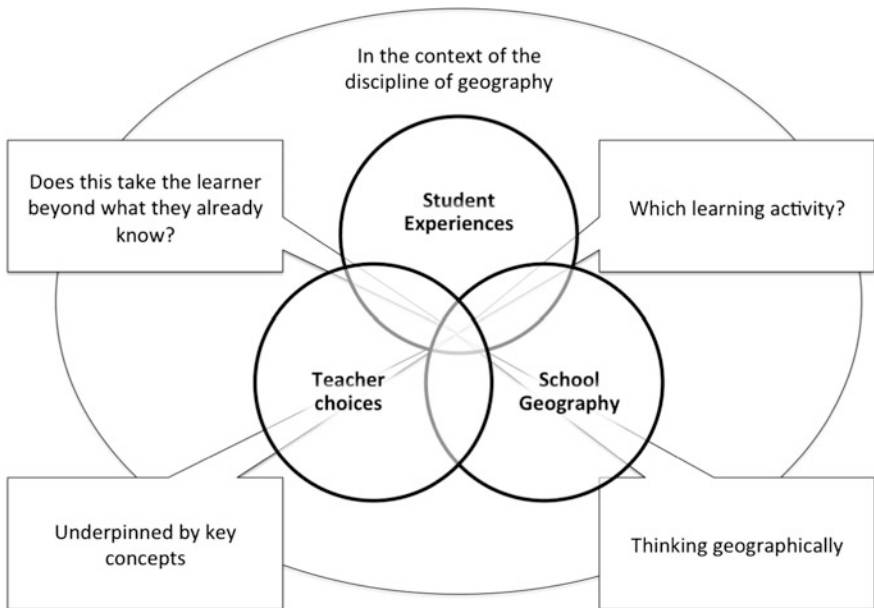 In the context of the
discipline of geography
Does this take the learner
beyond what they already
know?
Student
Experiences
Which learning activity?
Teacher
choices
School
Geography
Underpinned by key
concepts
Thinking geographically